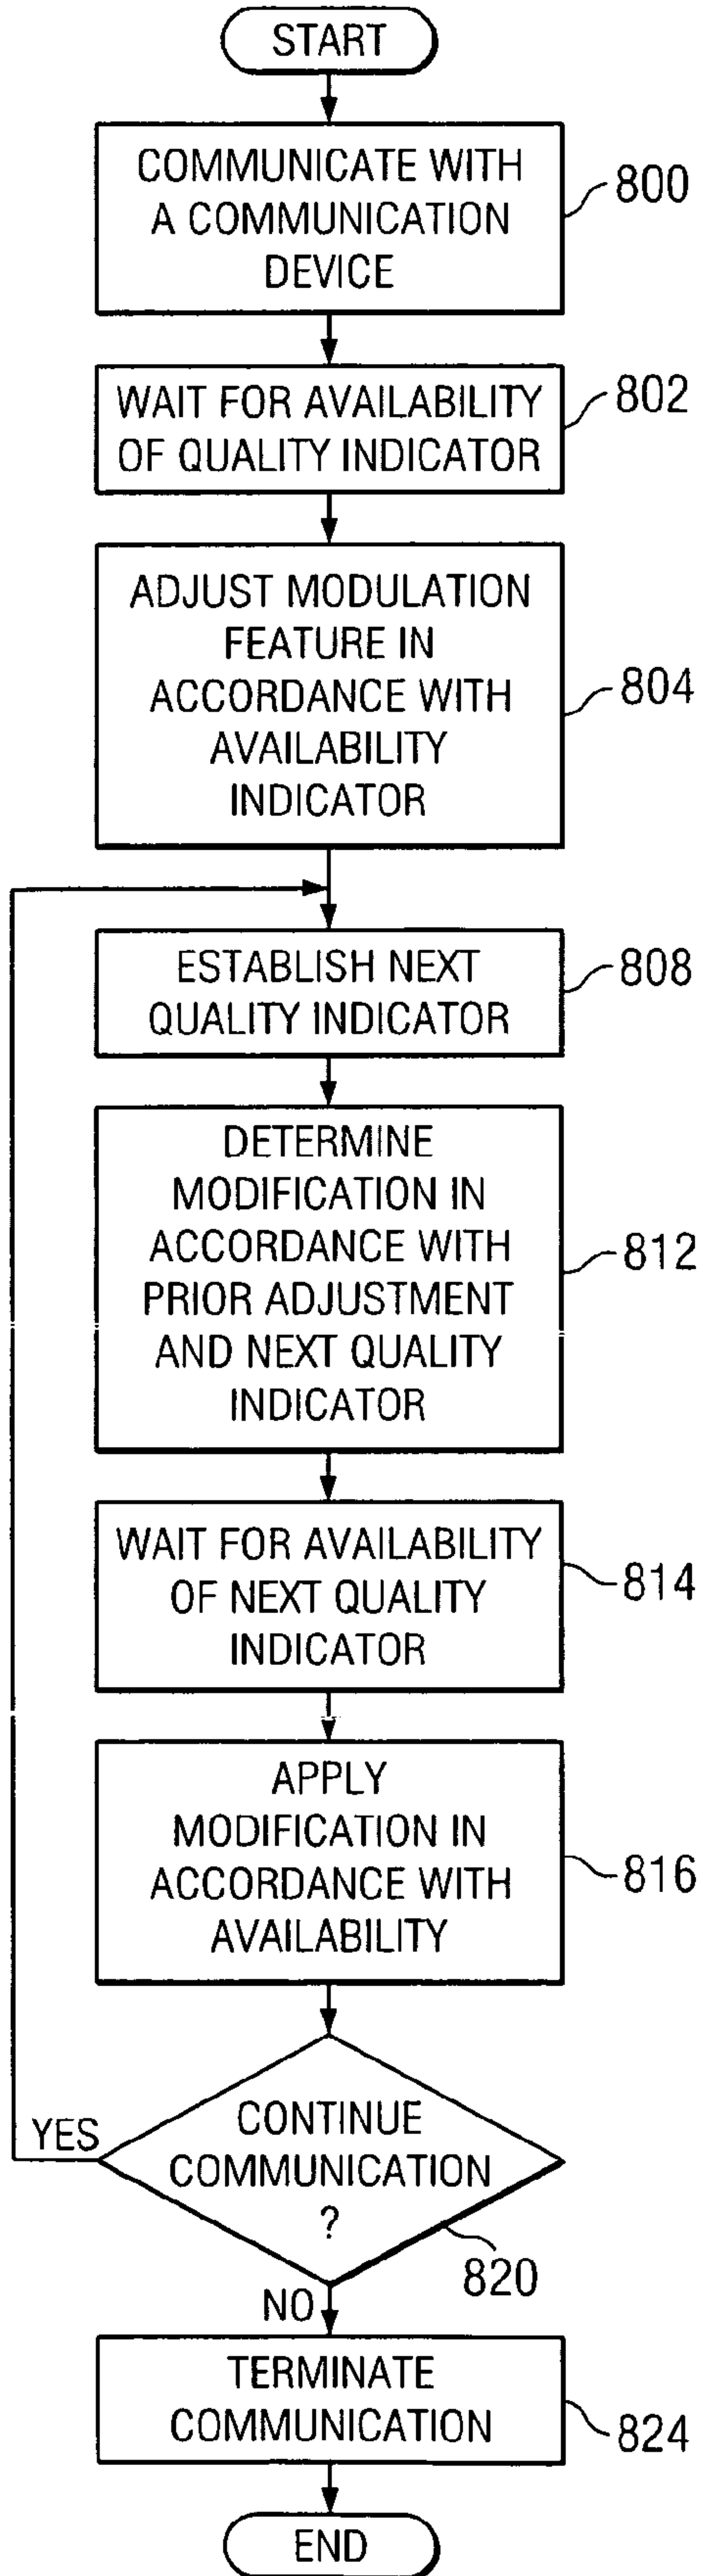 START
COMMUNICATE WITH
A COMMUNICATION
DEVICE
800
WAIT FOR AVAILABILITY
OF QUALITY INDICATOR
802
ADJUST MODULATION
FEATURE IN
ACCORDANCE WITH
AVAILABILITY
INDICATOR
804
ESTABLISH NEXT
QUALITY INDICATOR
808
DETERMINE
MODIFICATION IN
ACCORDANCE WITH
PRIOR ADJUSTMENT
AND NEXT QUALITY
INDICATOR
812
WAIT FOR AVAILABILITY
OF NEXT QUALITY
INDICATOR
814
APPLY
MODIFICATION IN
ACCORDANCE WITH
AVAILABILITY
816
YES
CONTINUE
COMMUNICATION
?
820
NO
TERMINATE
COMMUNICATION
824
END